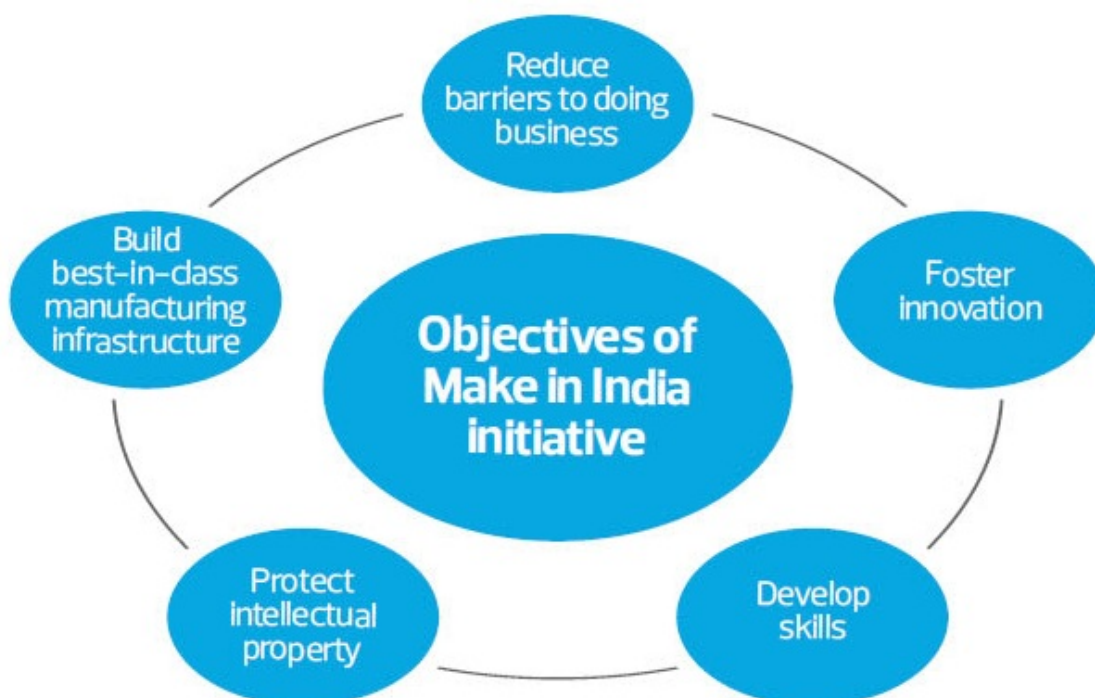 Reduce
barriers to doing
business
Build
best-in-class
manufacturing
infrastructure
Foster
innovation
Objectives of
Make in India
initiative
Protect
intellectual
property
Develop
skills